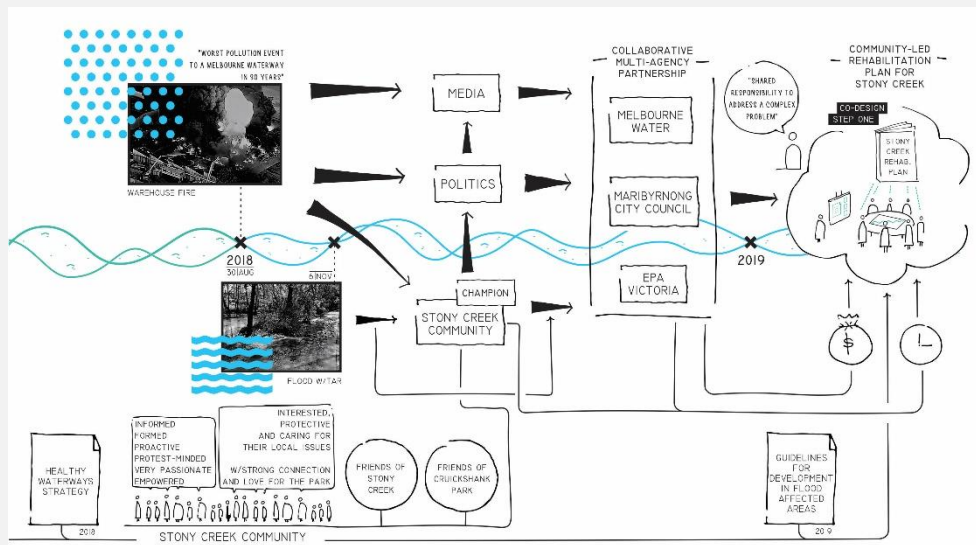 "WORST POLLUTION EVENT
TO A MELBOURNE WATERWAY
IN 90 YEARS"
WAREHOUSE FIRE
MEDIA
POLITICS
CHAMPION
STONY CREEK
COMMUNITY
COLLABORATIVE
MULTI-AGENCY
PARTNERSHIP
MELBOURNE
WATER
MARIBYRNONG
CITY COUNCIL
EPA
VICTORIA
"SHARED
RESPONSIBILITY TO
ADDRESS A COMPLEX
PROBLEM"
COMMUNITY-LED
REHABILITATION
PLAN FOR
STONY CREEK
CO-DESIGN
STEP ONE
STONY
CREEK
REHAB.
PLAN
2018
30|AUG
6|NOV
2019
FLOOD W/TAR
$
HEALTHY
WATERWAYS
STRATEGY
2018
INFORMED
FORMED
PROACTIVE
PROTEST-MINDED
VERY PASSIONATE
EMPOWERED
INTERESTED,
PROTECTIVE
AND CARING FOR
THEIR LOCAL ISSUES
W/STRONG CONNECTION
AND LOVE FOR THE PARK
STONY CREEK COMMUNITY
FRIENDS OF
STONY
CREEK
FRIENDS OF
CRUICKSHANK
PARK
GUIDELINES
FOR
DEVELOPMENT
IN FLOOD
AFFECTED
AREAS
2019